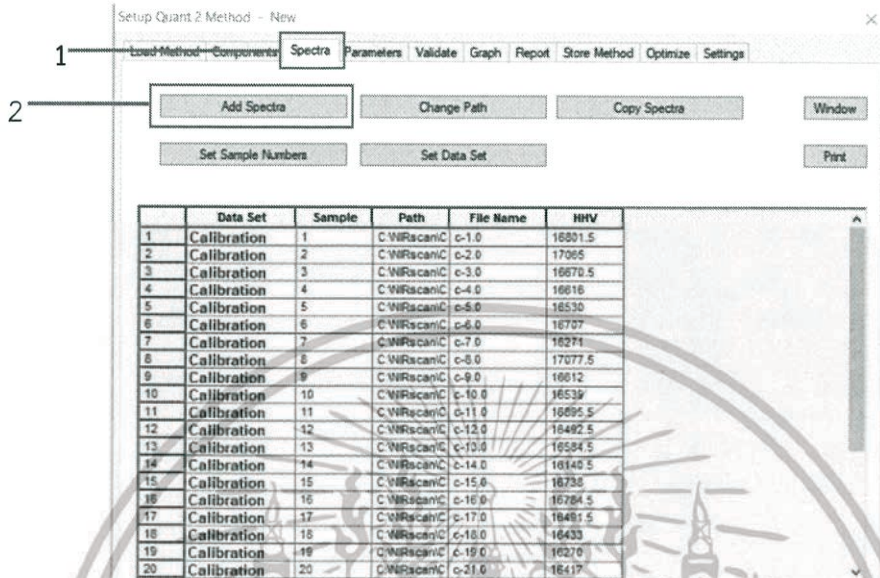 Setup Quant 2 Method - New
1 Load Method Components Spectra Parameters Validate Graph Report Store Method Optimize Settings
2 Add Spectra Change Path Copy Spectra Window
Set Sample Numbers Set Data Set Print
Data Set Sample Path File Name HHV
1 Calibration 1 C:\NIRscan\C c-1.0 16801.5
2 Calibration 2 C:\NIRscan\C c-2.0 17065
3 Calibration 3 C:\NIRscan\C c-3.0 16670.5
4 Calibration 4 C:\NIRscan\C c-4.0 16616
5 Calibration 5 C:\NIRscan\C c-5.0 16530
6 Calibration 6 C:\NIRscan\C c-6.0 16707
7 Calibration 7 C:\NIRscan\C c-7.0 16271
8 Calibration 8 C:\NIRscan\C c-8.0 17077.5
9 Calibration 9 C:\NIRscan\C c-9.0 16612
10 Calibration 10 C:\NIRscan\C c-10.0 16539
11 Calibration 11 C:\NIRscan\C c-11.0 16895.5
12 Calibration 12 C:\NIRscan\C c-12.0 16492.5
13 Calibration 13 C:\NIRscan\C c-13.0 16584.5
14 Calibration 14 C:\NIRscan\C c-14.0 16140.5
15 Calibration 15 C:\NIRscan\C c-15.0 16738
16 Calibration 16 C:\NIRscan\C c-16.0 16784.5
17 Calibration 17 C:\NIRscan\C c-17.0 16491.5
18 Calibration 18 C:\NIRscan\C c-18.0 16433
19 Calibration 19 C:\NIRscan\C c-19.0 16270
20 Calibration 20 C:\NIRscan\C c-21.0 16417